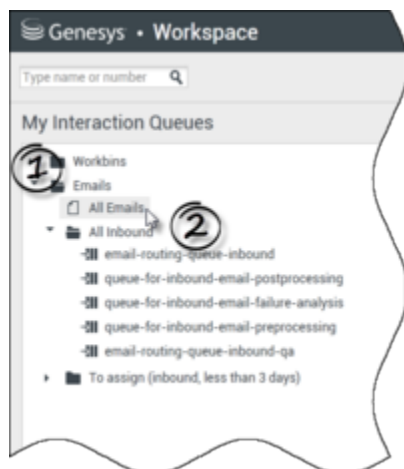 Genesys • Workspace
Type name or number
My Interaction Queues
1
Workbins
Emails
All Emails
2
All Inbound
email-routing-queue-inbound
queue-for-inbound-email-postprocessing
queue-for-inbound-email-failure-analysis
queue-for-inbound-email-preprocessing
email-routing-queue-inbound-qa
To assign (inbound, less than 3 days)